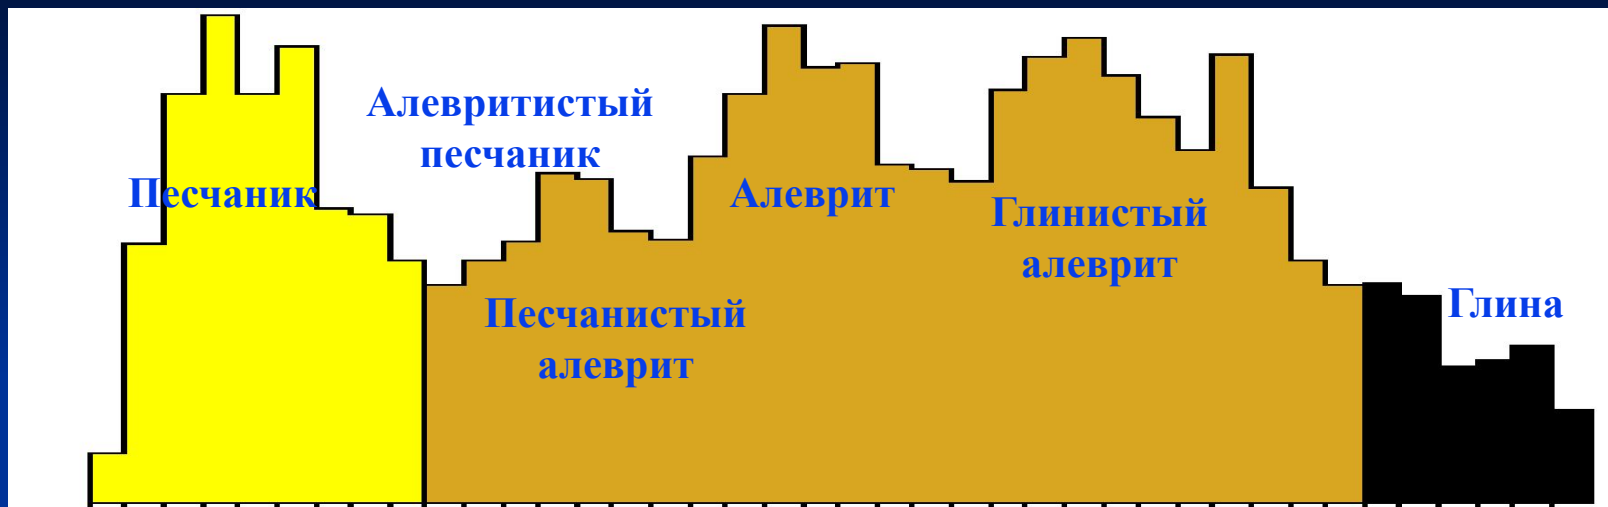 Алевритистый
песчаник
Песчаник
Алеврит
Глинистый
алеврит
Песчанистый
алеврит
Глина